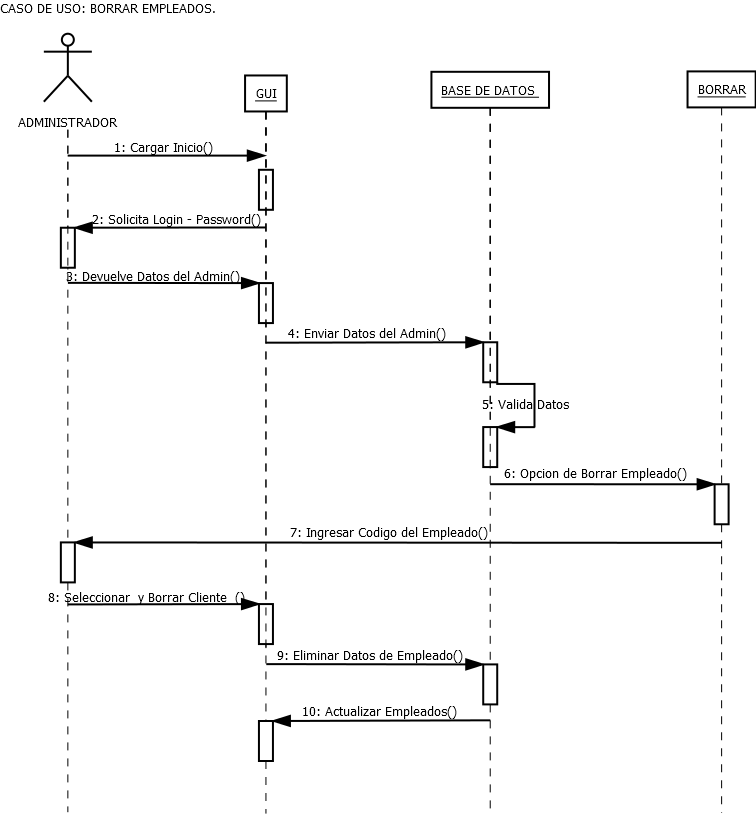 CASO DE USO: BORRAR EMPLEADOS.
GUI
BASE DE DATOS
BORRAR
ADMINISTRADOR
1: Cargar Inicio()
2: Solicita Login - Password()
3: Devuelve Datos del Admin()
4: Enviar Datos del Admin()
5: Valida Datos
6: Opcion de Borrar Empleado()
7: Ingresar Codigo del Empleado()
8: Seleccionar  y Borrar Cliente  ()
9: Eliminar Datos de Empleado()
10: Actualizar Empleados()